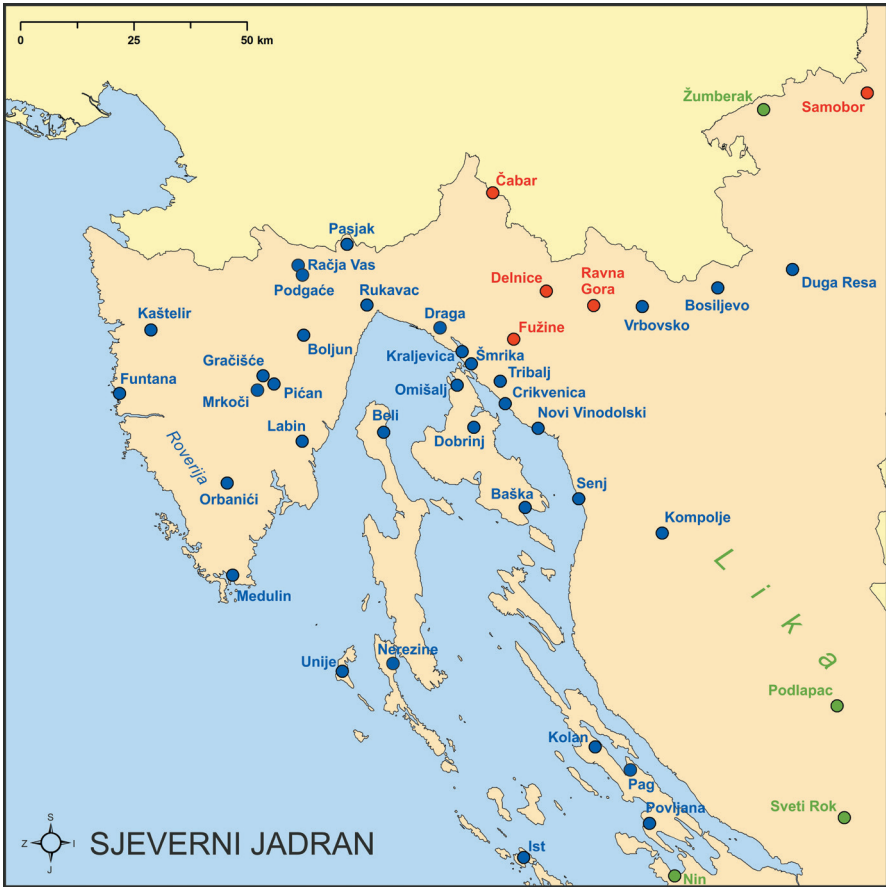 0 25 50 km
Žumberak
Samobor
Čabar
Pasjak
Račja Vas
Podgaće
Rukavac
Delnice
Ravna
Gora
Duga Resa
Bosiljevo
Vrbovsko
Kaštelir
Draga
Fužine
Boljun
Kraljevica
Šmrika
Gračišće
Tribalj
Funtana
Pićan
Mrkoči
Omišalj
Crikvenica
Beli
Novi Vinodolski
Labin
Dobrinj
Roverija
Orbanići
Baška
Senj
Kompolje
Lika
Medulin
Unije
Nerezine
Podlapac
Kolan
Pag
Povljana
Sveti Rok
S
Z I
J
SJEVERNI JADRAN
Ist
Nin